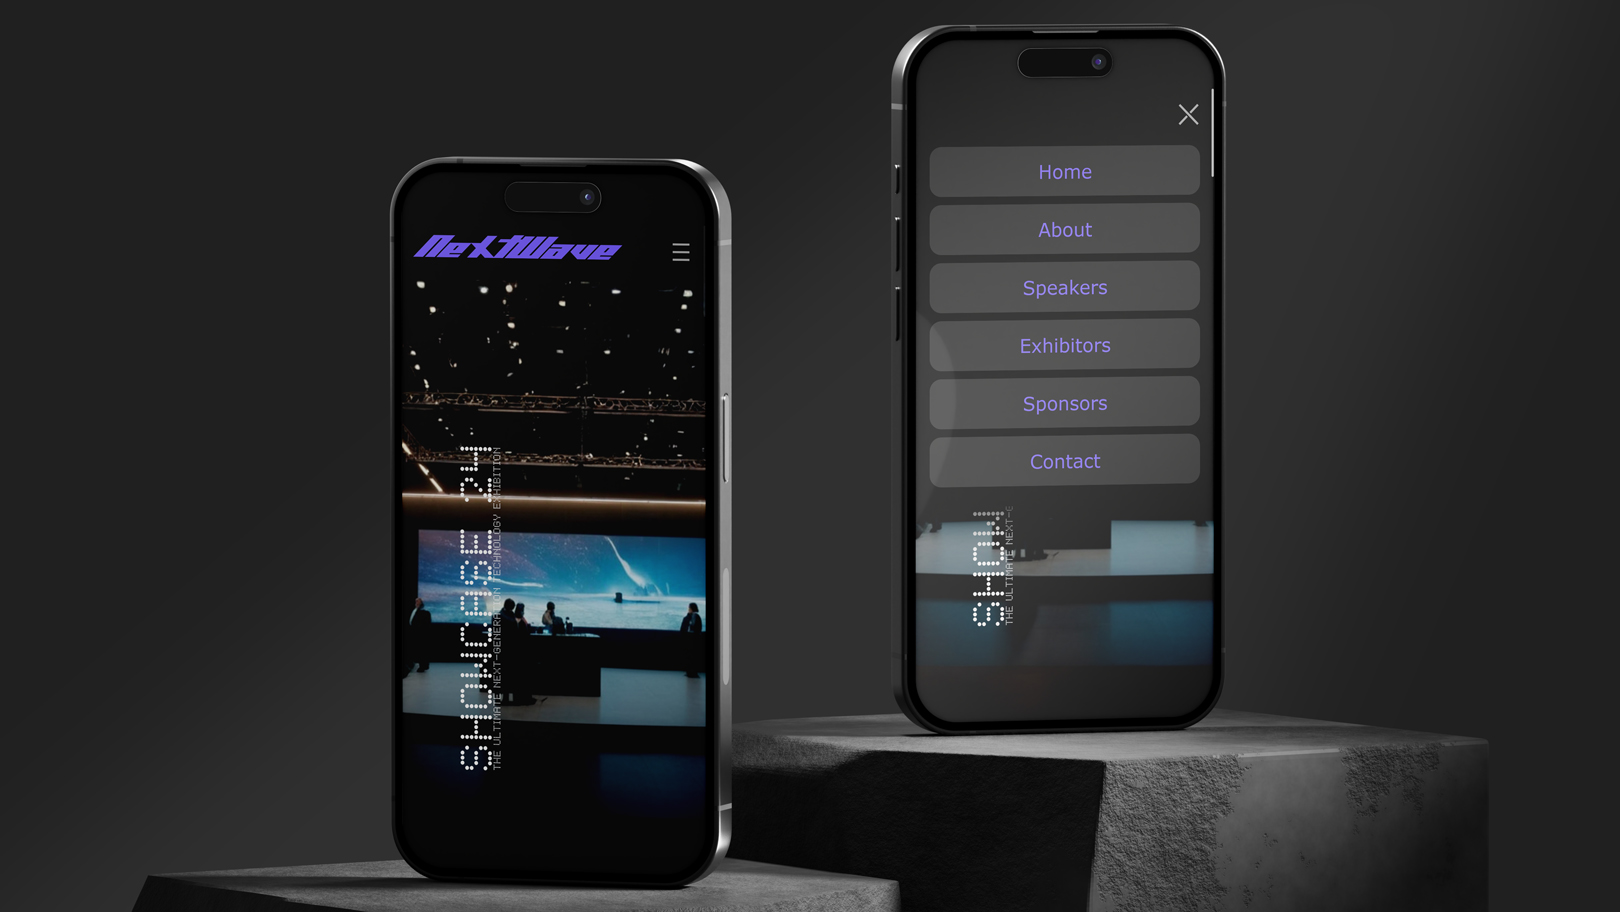 NextWave
SHOWCASE 24
THE ULTIMATE NEXT-GENERATION TECHNOLOGY EXHIBITION
Home
About
Speakers
Exhibitors
Sponsors
Contact
SHOW
THE ULTIMATE NEXT-G